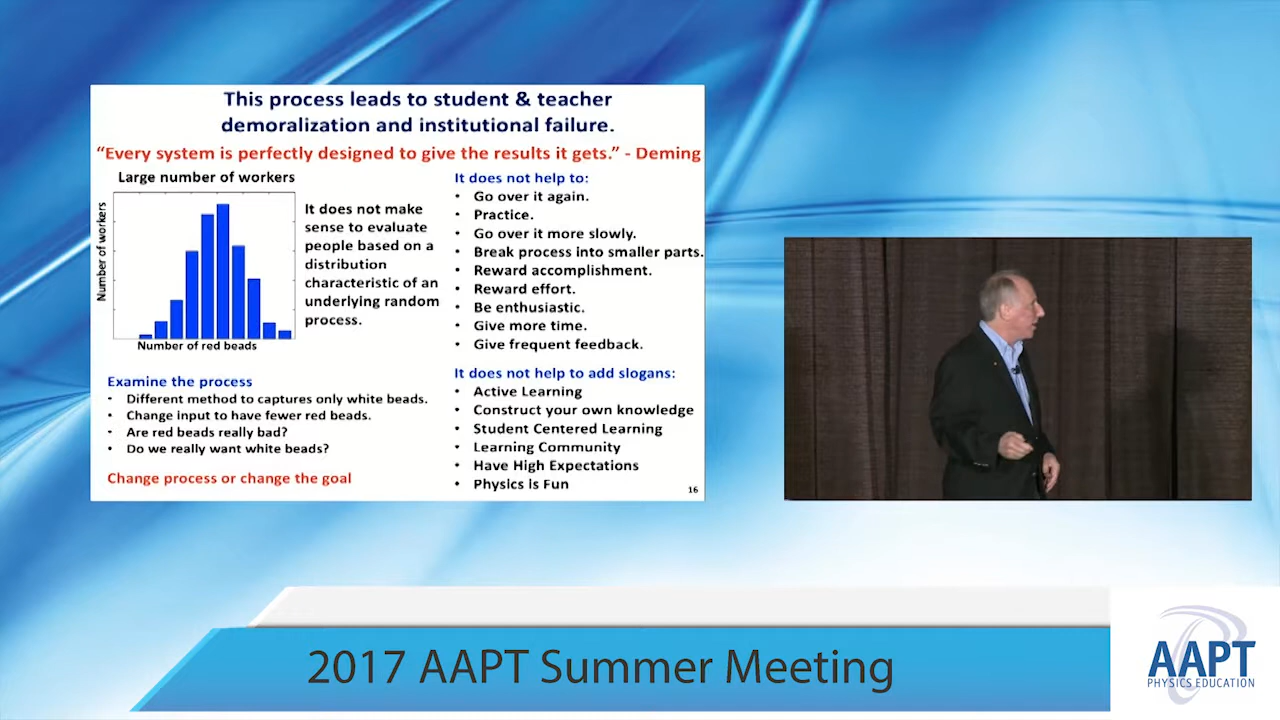 This process leads to student & teacher
demoralization and institutional failure.
“Every system is perfectly designed to give the results it gets.” - Deming
Large number of workers
Number of workers
Number of red beads
It does not make
sense to evaluate
people based on a
distribution
characteristic of an
underlying random
process.
Examine the process
• Different method to captures only white beads.
• Change input to have fewer red beads.
• Are red beads really bad?
• Do we really want white beads?
Change process or change the goal
It does not help to:
• Go over it again.
• Practice.
• Go over it more slowly.
• Break process into smaller parts.
• Reward accomplishment.
• Reward effort.
• Be enthusiastic.
• Give more time.
• Give frequent feedback.
It does not help to add slogans:
• Active Learning
• Construct your own knowledge
• Student Centered Learning
• Learning Community
• Have High Expectations
• Physics is Fun
16
2017 AAPT Summer Meeting
AAPT
PHYSICS EDUCATION